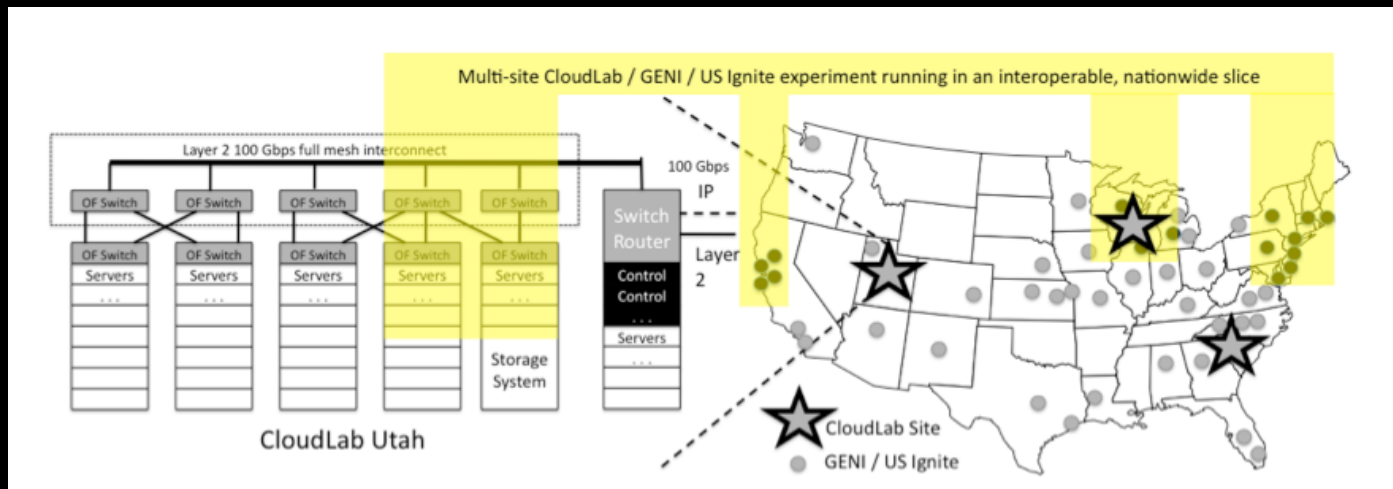 Multi-site CloudLab / GENI / US Ignite experiment running in an interoperable, nationwide slice
Layer 2 100 Gbps full mesh interconnect
OF Switch OF Switch OF Switch OF Switch OF Switch
OF Switch OF Switch OF Switch OF Switch OF Switch
Servers Servers Servers Servers Servers
. . . . . . . . . . . . . . .
Storage
System
CloudLab Utah
100 Gbps
IP
Switch
Router
Layer
2
Control
Control
. . .
Servers
. . .
CloudLab Site
GENI / US Ignite